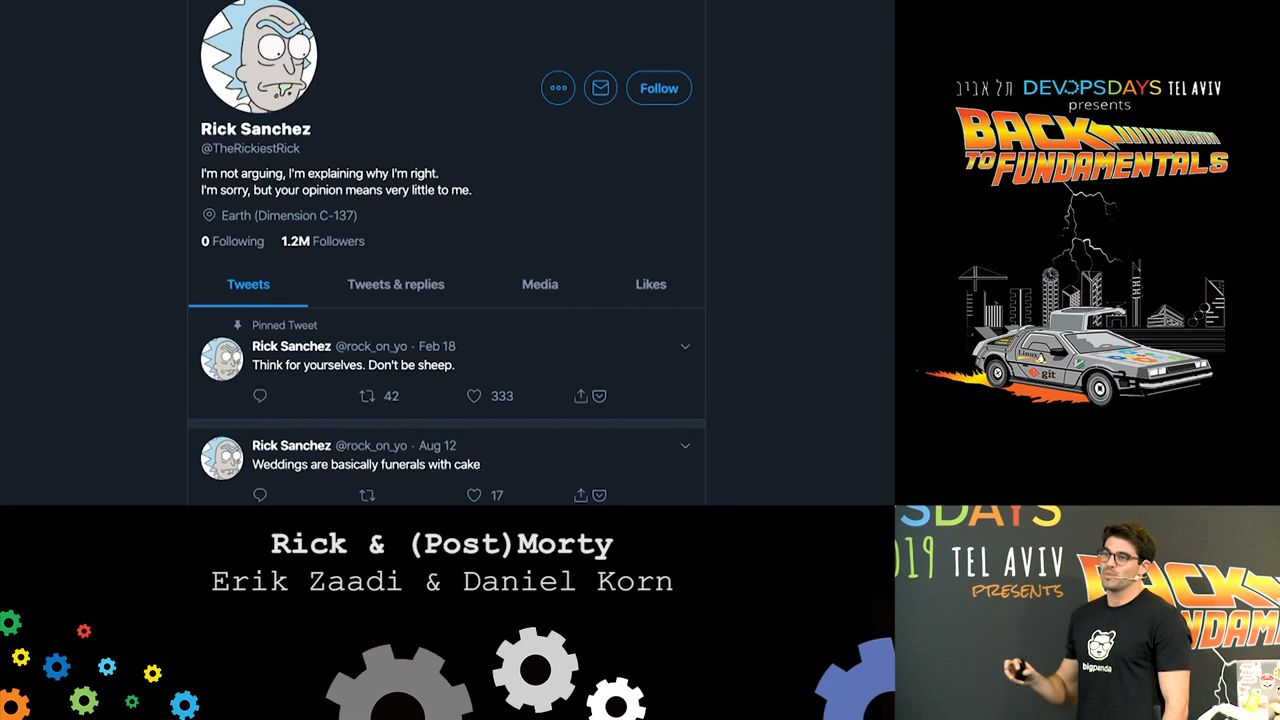 Rick Sanchez
@TheRickiestRick
I'm not arguing, I'm explaining why I'm right.
I'm sorry, but your opinion means very little to me.
Earth (Dimension C-137)
0 Following 1.2M Followers
Follow
Tweets Tweets & replies Media Likes
Pinned Tweet
Rick Sanchez @rock_on_yo · Feb 18
Think for yourselves. Don't be sheep.
42 333
Rick Sanchez @rock_on_yo · Aug 12
Weddings are basically funerals with cake
17
תל אביב DEVOPSDAYS TEL AVIV
presents
BACK
TO FUNDAMENTALS
Linux
git
Rick & (Post)Morty
Erik Zaadi & Daniel Korn
PSDAYS
2019 TEL AVIV
PRESENTS
BACK
NDAM
bigpanda